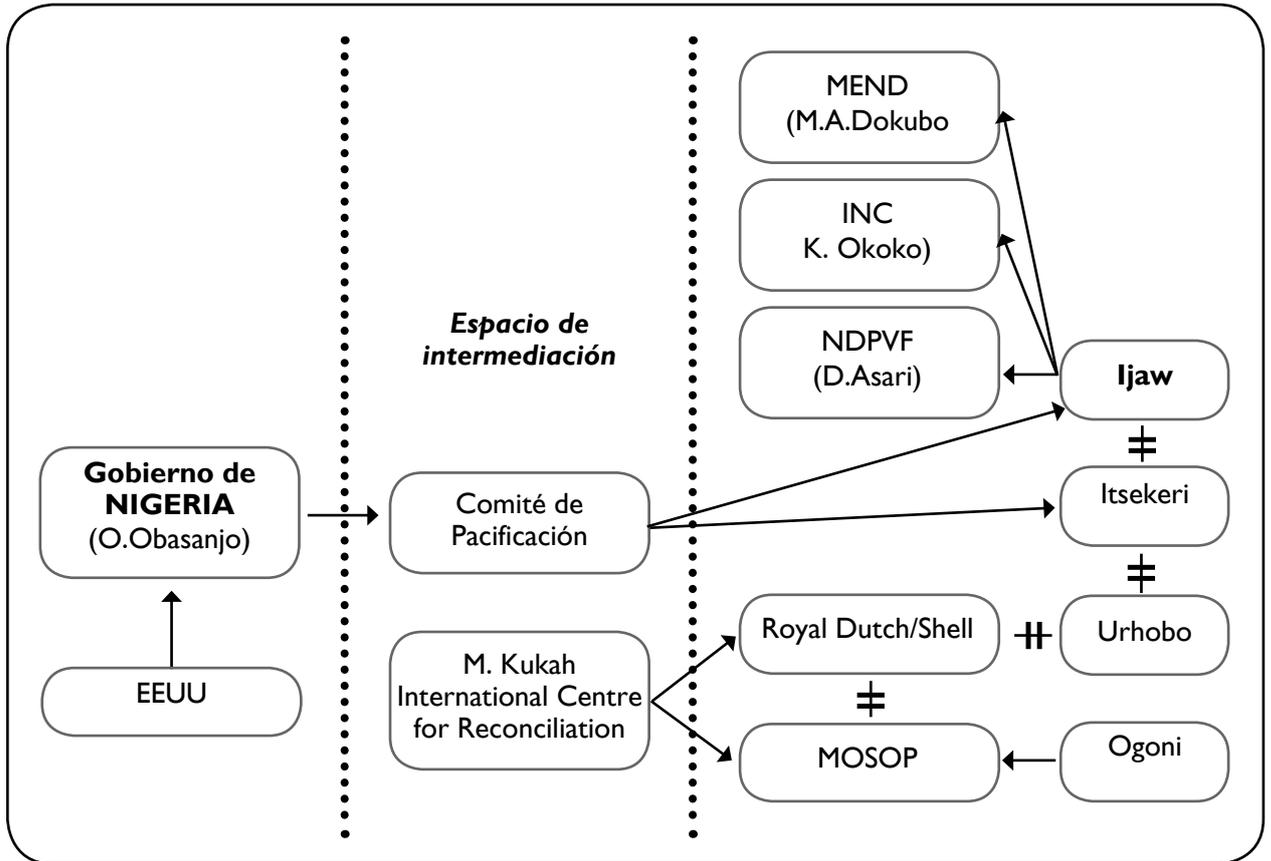 MEND
(M.A.Dokubo
INC
K. Okoko)
NDPVF
(D.Asari)
Ijaw
Espacio de
intermediación
Gobierno de
NIGERIA
(O.Obasanjo)
Comité de
Pacificación
Itsekeri
EEUU
M. Kukah
International Centre
for Reconciliation
Royal Dutch/Shell
Urhobo
MOSOP
Ogoni